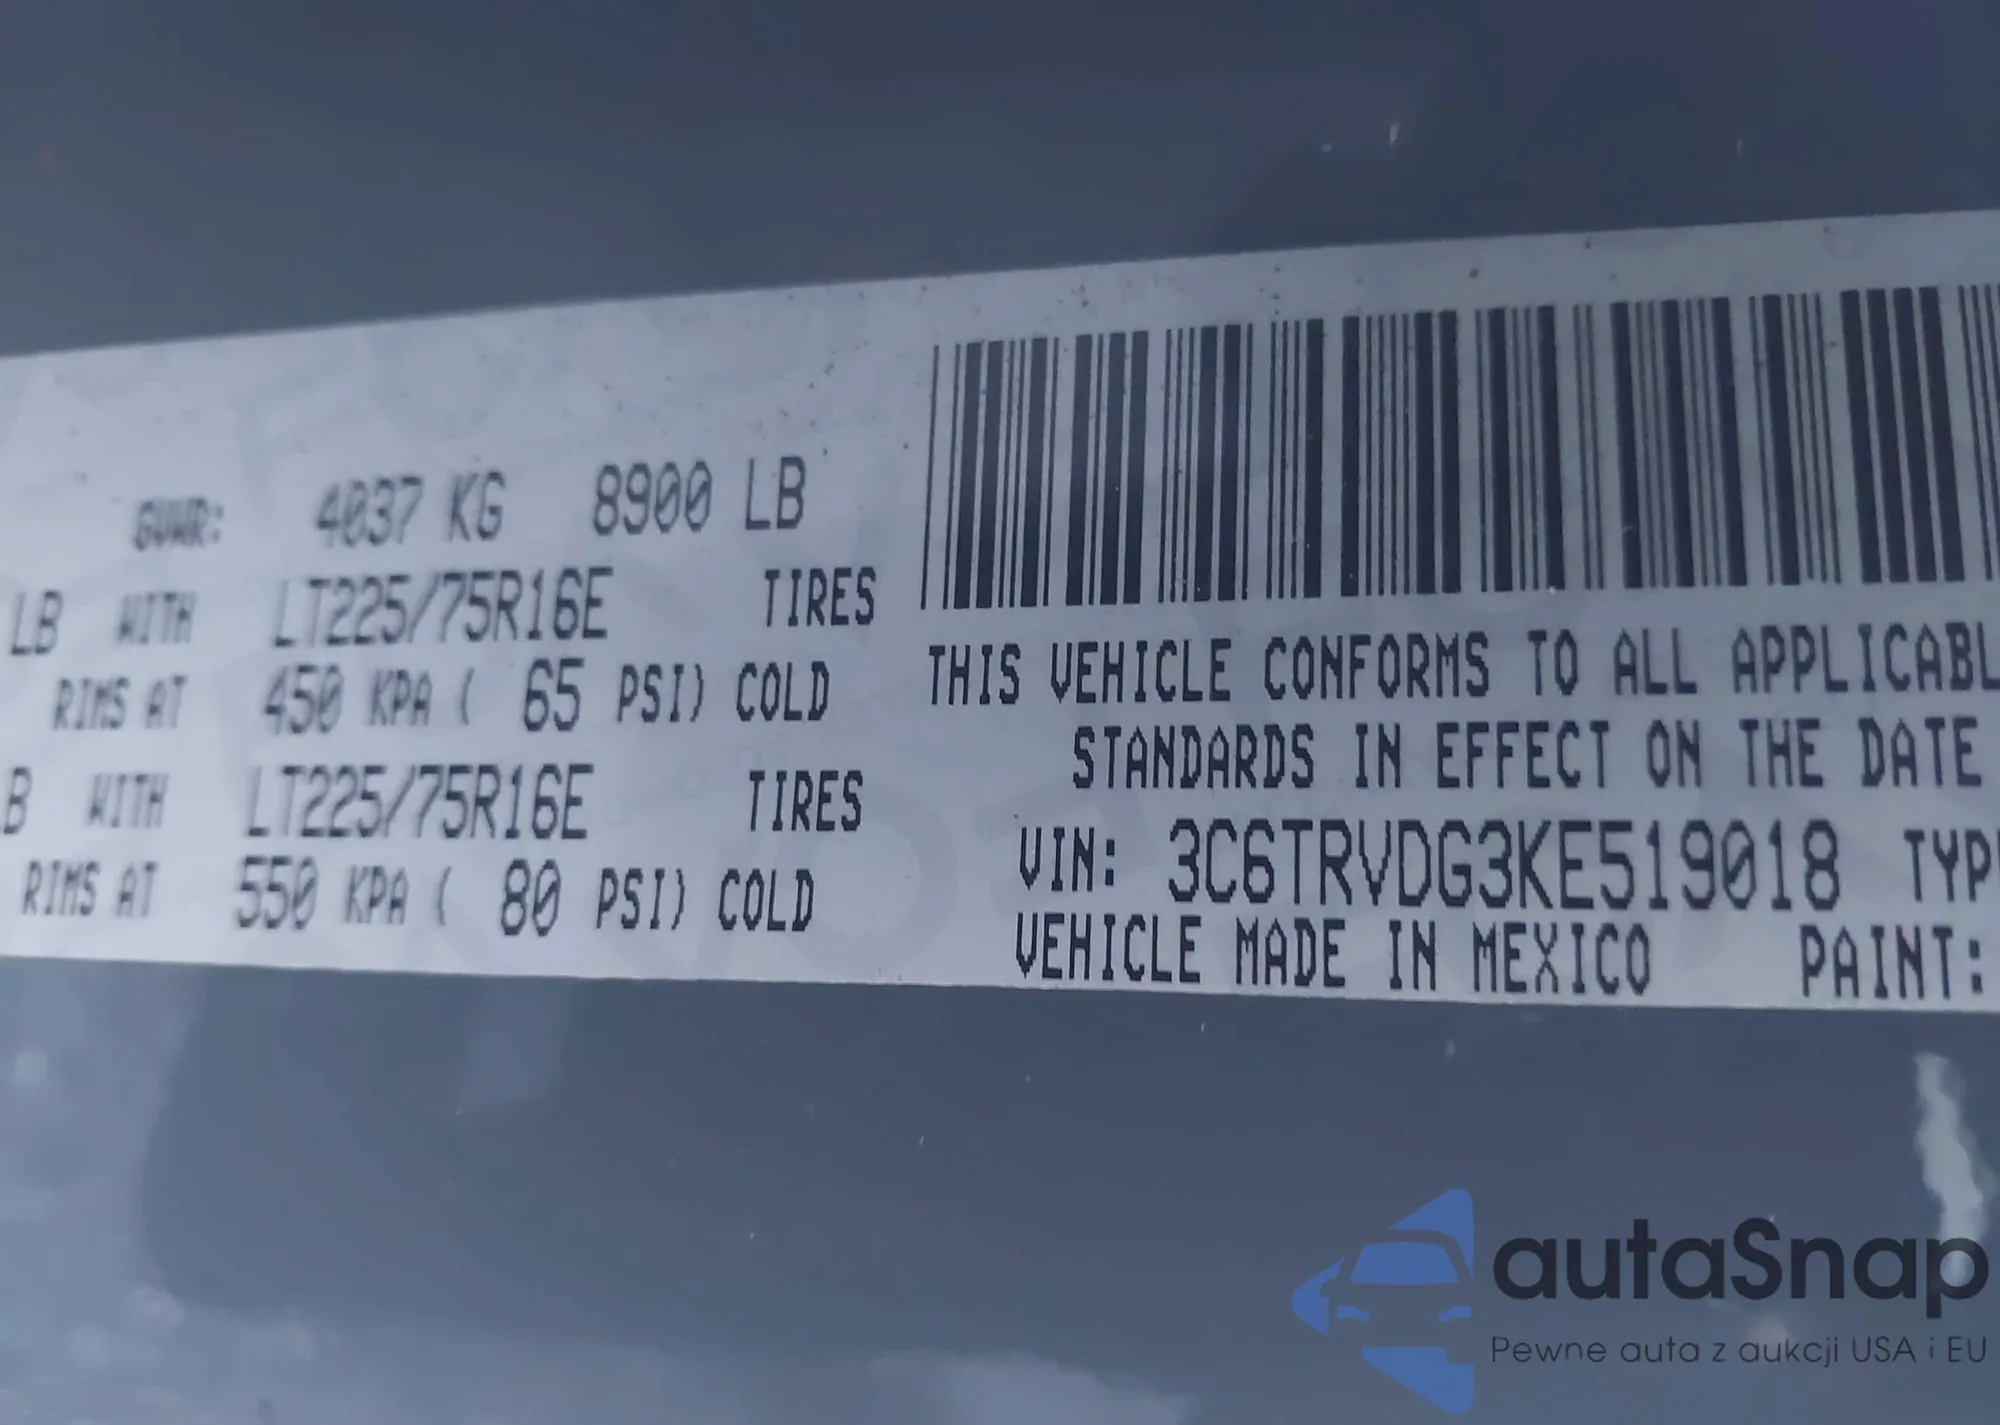 GVWR: 4037 KG 8900 LB
LB WITH LT225/75R16E TIRES
RIMS AT 450 KPA ( 65 PSI) COLD
B WITH LT225/75R16E TIRES
RIMS AT 550 KPA ( 80 PSI) COLD
THIS VEHICLE CONFORMS TO ALL APPLICABL
STANDARDS IN EFFECT ON THE DATE
VIN: 3C6TRVDG3KE519018 TYP
VEHICLE MADE IN MEXICO PAINT:
autaSnap
Pewne auta z aukcji USA i EU